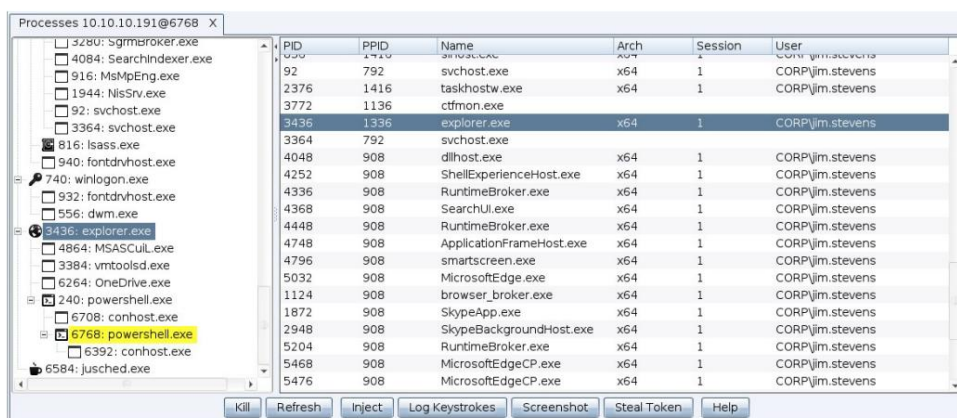 Processes 10.10.10.191@6768 X
3280: SgrmBroker.exe
4084: SearchIndexer.exe
916: MsMpEng.exe
1944: NisSrv.exe
92: svchost.exe
3364: svchost.exe
816: lsass.exe
940: fontdrvhost.exe
740: winlogon.exe
932: fontdrvhost.exe
556: dwm.exe
3436: explorer.exe
4864: MSASCuiL.exe
3384: vmtoolsd.exe
6264: OneDrive.exe
240: powershell.exe
6708: conhost.exe
6768: powershell.exe
6392: conhost.exe
6584: jusched.exe
PID PPID Name Arch Session User
92 792 svchost.exe x64 1 CORP\jim.stevens
2376 1416 taskhostw.exe x64 1 CORP\jim.stevens
3772 1136 ctfmon.exe
3436 1336 explorer.exe x64 1 CORP\jim.stevens
3364 792 svchost.exe
4048 908 dllhost.exe x64 1 CORP\jim.stevens
4252 908 ShellExperienceHost.exe x64 1 CORP\jim.stevens
4336 908 RuntimeBroker.exe x64 1 CORP\jim.stevens
4368 908 SearchUI.exe x64 1 CORP\jim.stevens
4448 908 RuntimeBroker.exe x64 1 CORP\jim.stevens
4748 908 ApplicationFrameHost.exe x64 1 CORP\jim.stevens
4796 908 smartscreen.exe x64 1 CORP\jim.stevens
5032 908 MicrosoftEdge.exe x64 1 CORP\jim.stevens
1124 908 browser_broker.exe x64 1 CORP\jim.stevens
1872 908 SkypeApp.exe x64 1 CORP\jim.stevens
2948 908 SkypeBackgroundHost.exe x64 1 CORP\jim.stevens
5204 908 RuntimeBroker.exe x64 1 CORP\jim.stevens
5468 908 MicrosoftEdgeCP.exe x64 1 CORP\jim.stevens
5476 908 MicrosoftEdgeCP.exe x64 1 CORP\jim.stevens
Kill Refresh Inject Log Keystrokes Screenshot Steal Token Help